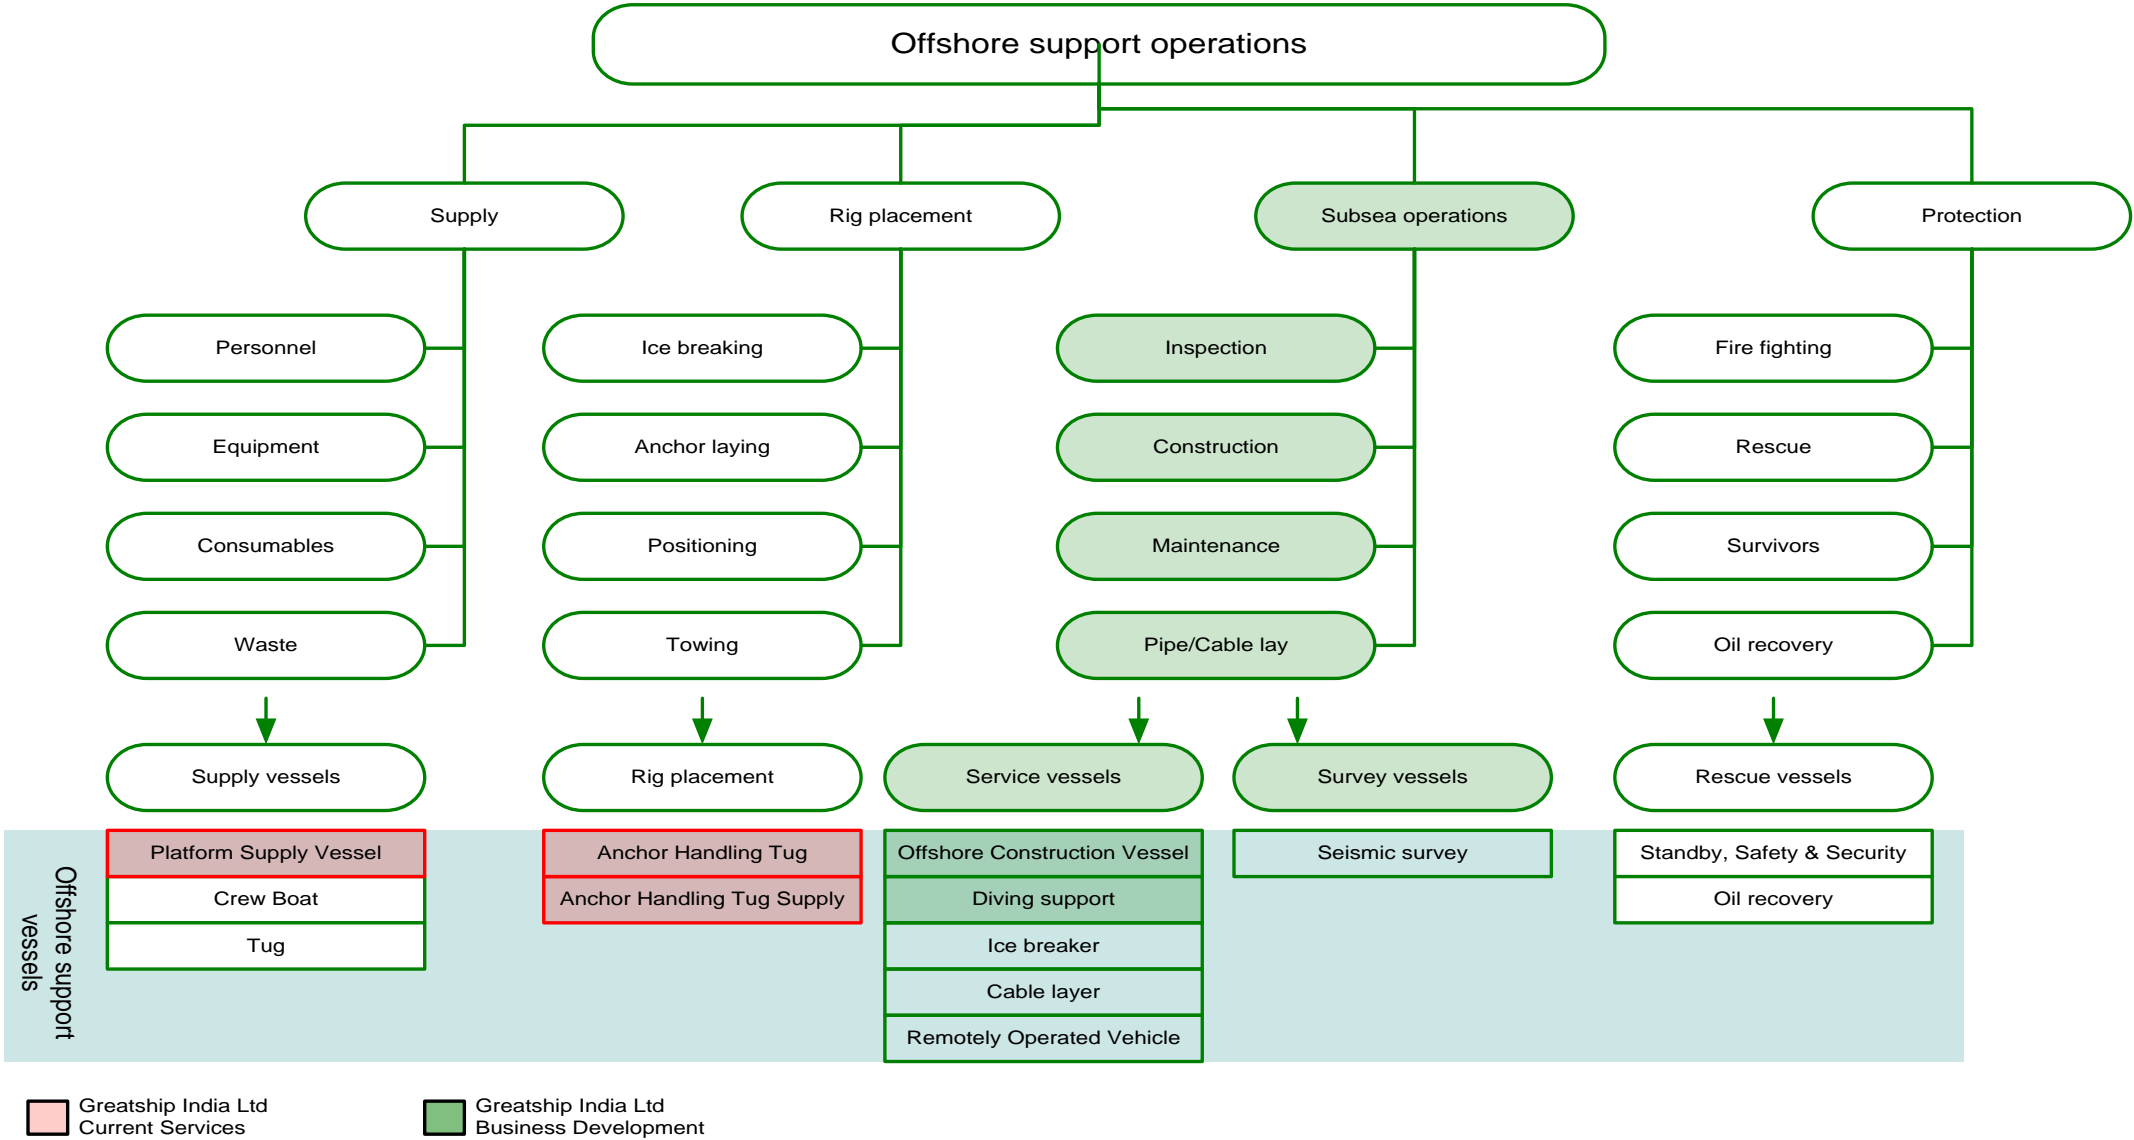 Offshore support operations
Supply
Rig placement
Subsea operations
Protection
Personnel
Ice breaking
Inspection
Fire fighting
Equipment
Anchor laying
Construction
Rescue
Consumables
Positioning
Maintenance
Survivors
Waste
Towing
Pipe/Cable lay
Oil recovery
Supply vessels
Rig placement
Service vessels
Survey vessels
Rescue vessels
Offshore support
vessels
Platform Supply Vessel
Anchor Handling Tug
Offshore Construction Vessel
Seismic survey
Standby, Safety & Security
Crew Boat
Anchor Handling Tug Supply
Diving support
Oil recovery
Tug
Ice breaker
Cable layer
Remotely Operated Vehicle
Greatship India Ltd
Current Services
Greatship India Ltd
Business Development